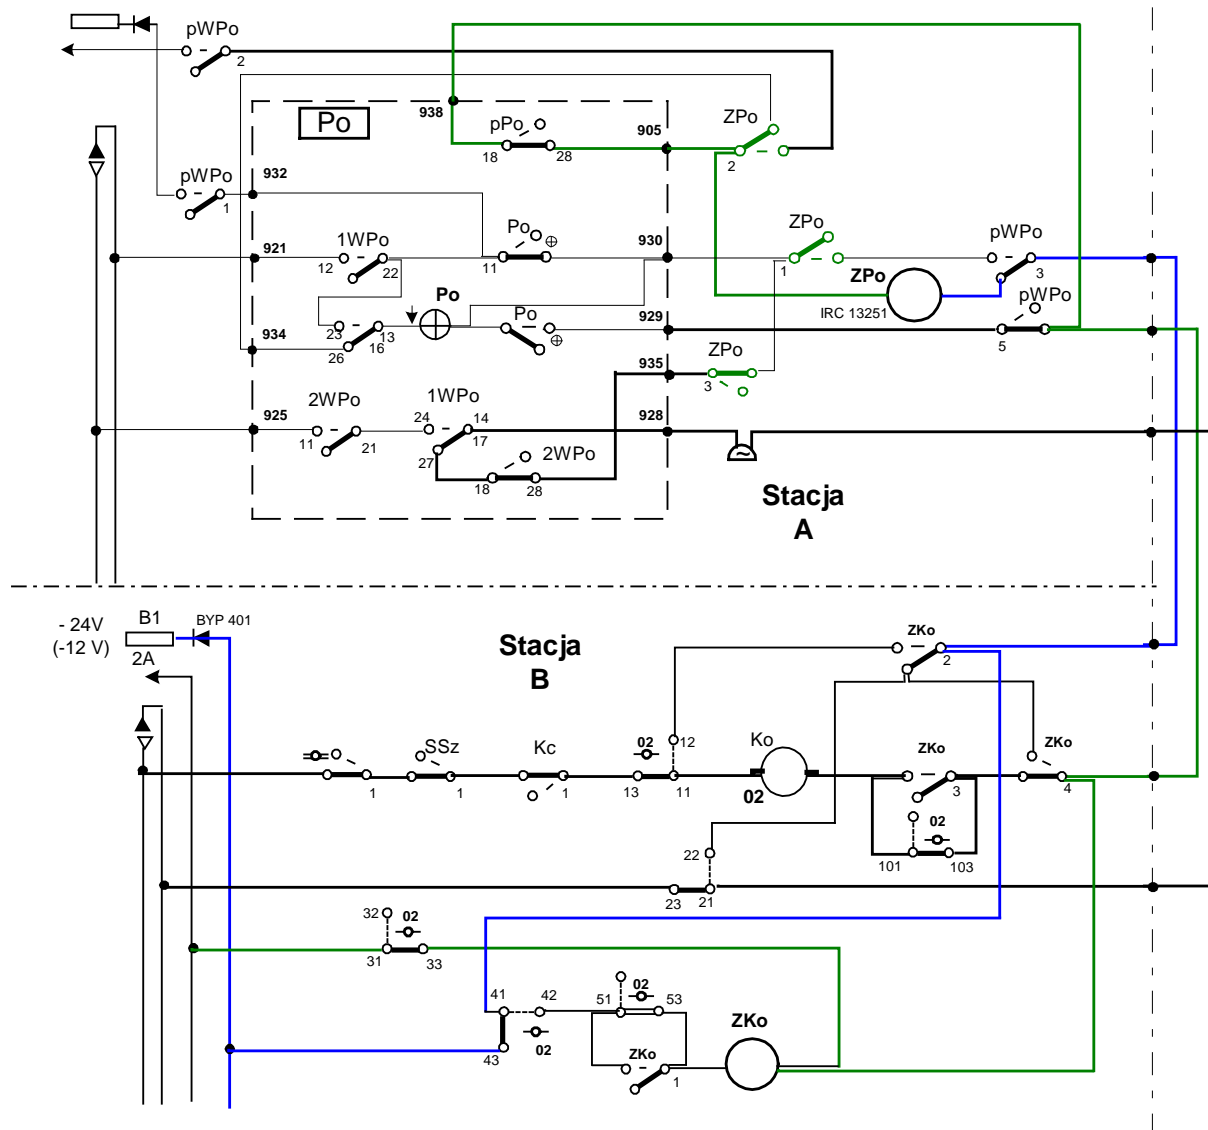 pWPo
2
938
Po
pPo
18
28
905
ZPo
2
pWPo
1
932
921
1WPo
12
22
Po
11
930
ZPo
1
pWPo
3
ZPo
IRC 13251
pWPo
5
Po
23
13
26
16
Po
929
934
935
ZPo
3
925
2WPo
11
21
1WPo
24
14
17
27
2WPo
18
28
928
Stacja
A
- 24V
(-12 V)
B1
2A
BYP 401
Stacja
B
ZKo
2
1
SSz
1
Kc
1
02
13
11
12
Ko
02
ZKo
3
ZKo
4
02
101
103
22
23
21
32
02
31
33
41
42
43
02
51
02
53
ZKo
1
ZKo